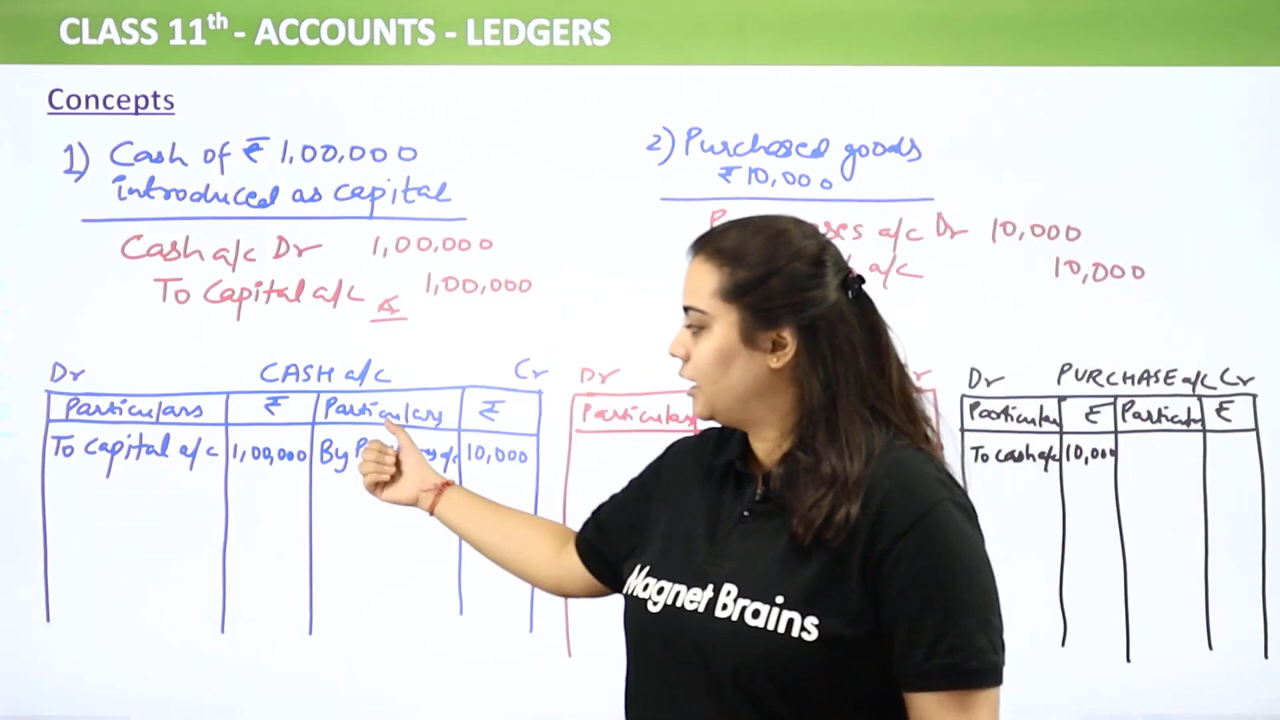 CLASS 11th - ACCOUNTS - LEDGERS
Concepts
1) Cash of ₹ 1,00,000
introduced as capital
Cash a/c Dr 1,00,000
To Capital a/c 1,00,000
2) Purchased goods
₹ 10,000
a/c Dr 10,000
a/c 10,000
Dr CASH a/c Cr
Particulars ₹ Particulars ₹
To Capital a/c 1,00,000 By 10,000
Dr
Particulars
Dr PURCHASE a/c Cr
Particular ₹ ₹
To cash a/c 10,000
Magnet Brains